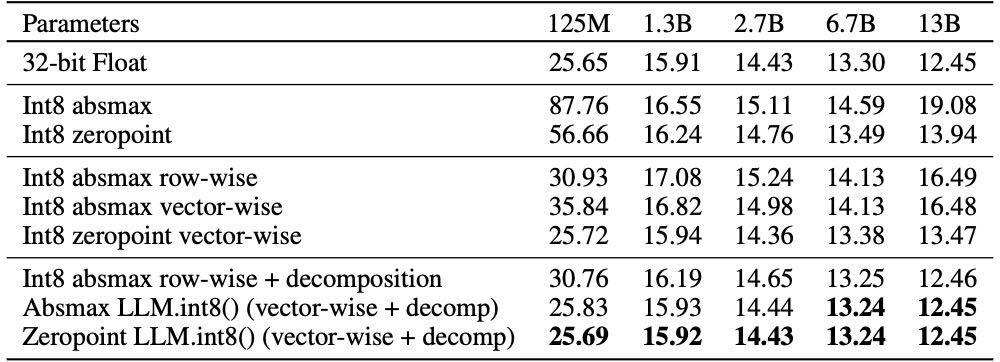 Parameters 125M 1.3B 2.7B 6.7B 13B
32-bit Float 25.65 15.91 14.43 13.30 12.45
Int8 absmax 87.76 16.55 15.11 14.59 19.08
Int8 zeropoint 56.66 16.24 14.76 13.49 13.94
Int8 absmax row-wise 30.93 17.08 15.24 14.13 16.49
Int8 absmax vector-wise 35.84 16.82 14.98 14.13 16.48
Int8 zeropoint vector-wise 25.72 15.94 14.36 13.38 13.47
Int8 absmax row-wise + decomposition 30.76 16.19 14.65 13.25 12.46
Absmax LLM.int8() (vector-wise + decomp) 25.83 15.93 14.44 13.24 12.45
Zeropoint LLM.int8() (vector-wise + decomp) 25.69 15.92 14.43 13.24 12.45